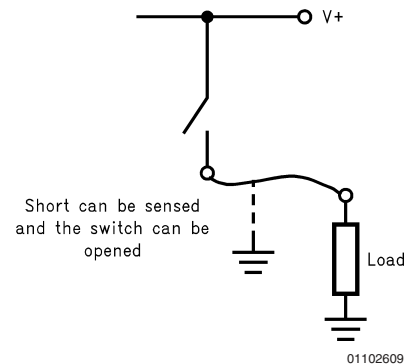 V+
Short can be sensed
and the switch can be
opened
Load
01102609